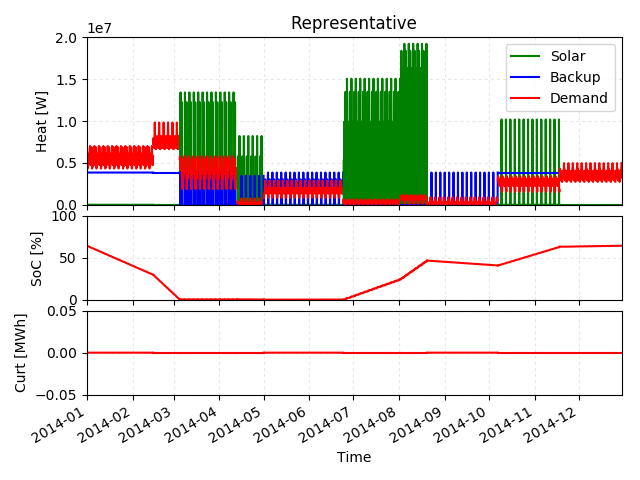 Representative
1e7
2.0
1.5
1.0
0.5
0.0
Heat [W]
Solar
Backup
Demand
100
50
0
SoC [%]
0.05
0.00
−0.05
Curt [MWh]
2014-01
2014-02
2014-03
2014-04
2014-05
2014-06
2014-07
2014-08
2014-09
2014-10
2014-11
2014-12
Time